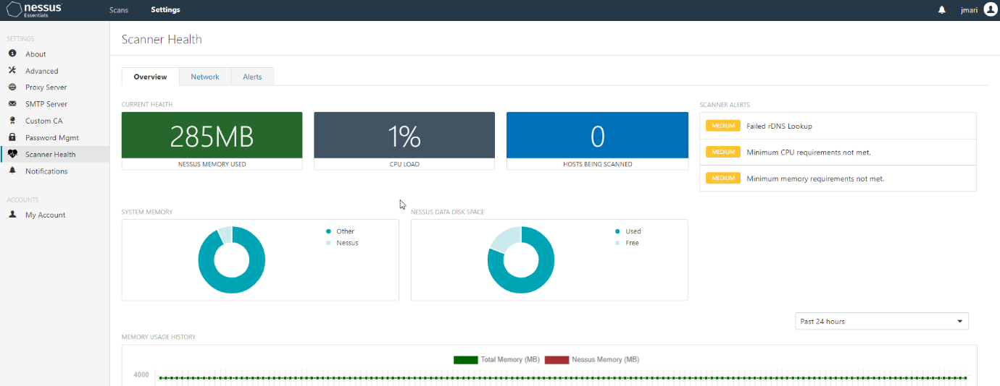 nessus
Essentials
Scans
Settings
jmari
SETTINGS
About
Advanced
Proxy Server
SMTP Server
Custom CA
Password Mgmt
Scanner Health
Notifications
ACCOUNTS
My Account
Scanner Health
Overview
Network
Alerts
CURRENT HEALTH
285MB
NESSUS MEMORY USED
1%
CPU LOAD
0
HOSTS BEING SCANNED
SCANNER ALERTS
MEDIUM Failed rDNS Lookup
MEDIUM Minimum CPU requirements not met.
MEDIUM Minimum memory requirements not met.
SYSTEM MEMORY
Other
Nessus
NESSUS DATA DISK SPACE
Used
Free
Past 24 hours
MEMORY USAGE HISTORY
Total Memory (MB) Nessus Memory (MB)
4000